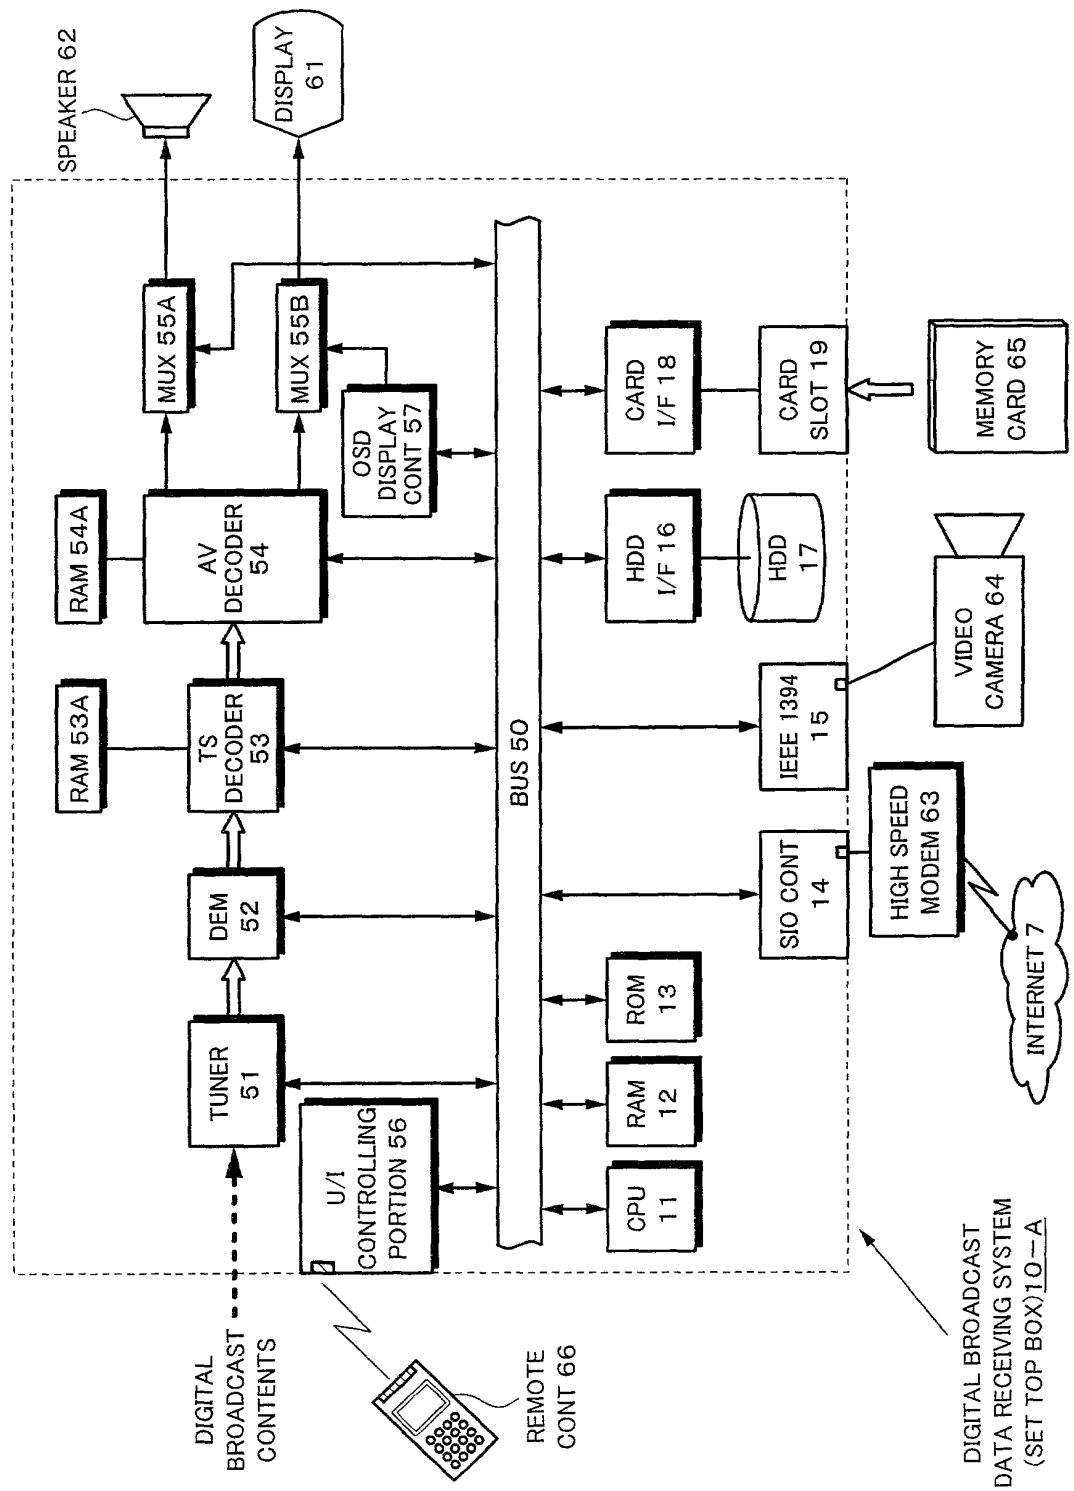 SPEAKER 62
DISPLAY
61
MUX 55A
MUX 55B
RAM 54A
AV
DECODER
54
OSD
DISPLAY
CONT 57
RAM 53A
TS
DECODER
53
DEM
52
TUNER
51
DIGITAL
BROADCAST
CONTENTS
U/I
CONTROLLING
PORTION 56
REMOTE
CONT 66
BUS 50
CPU
11
RAM
12
ROM
13
SIO CONT
14
IEEE 1394
15
HDD
I/F 16
HDD
17
CARD
I/F 18
CARD
SLOT 19
MEMORY
CARD 65
VIDEO
CAMERA 64
HIGH SPEED
MODEM 63
INTERNET 7
DIGITAL BROADCAST
DATA RECEIVING SYSTEM
(SET TOP BOX)10-A